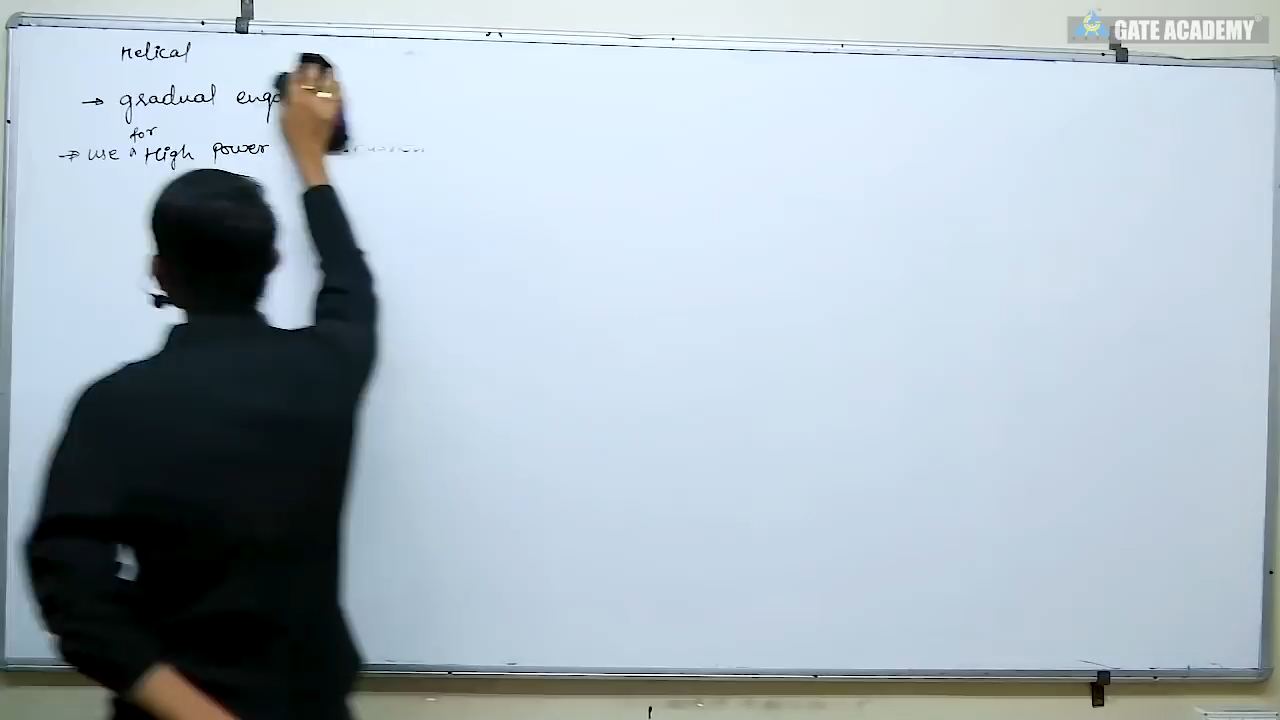 GATE ACADEMY
Helical
→ gradual enga
for
→ use High power